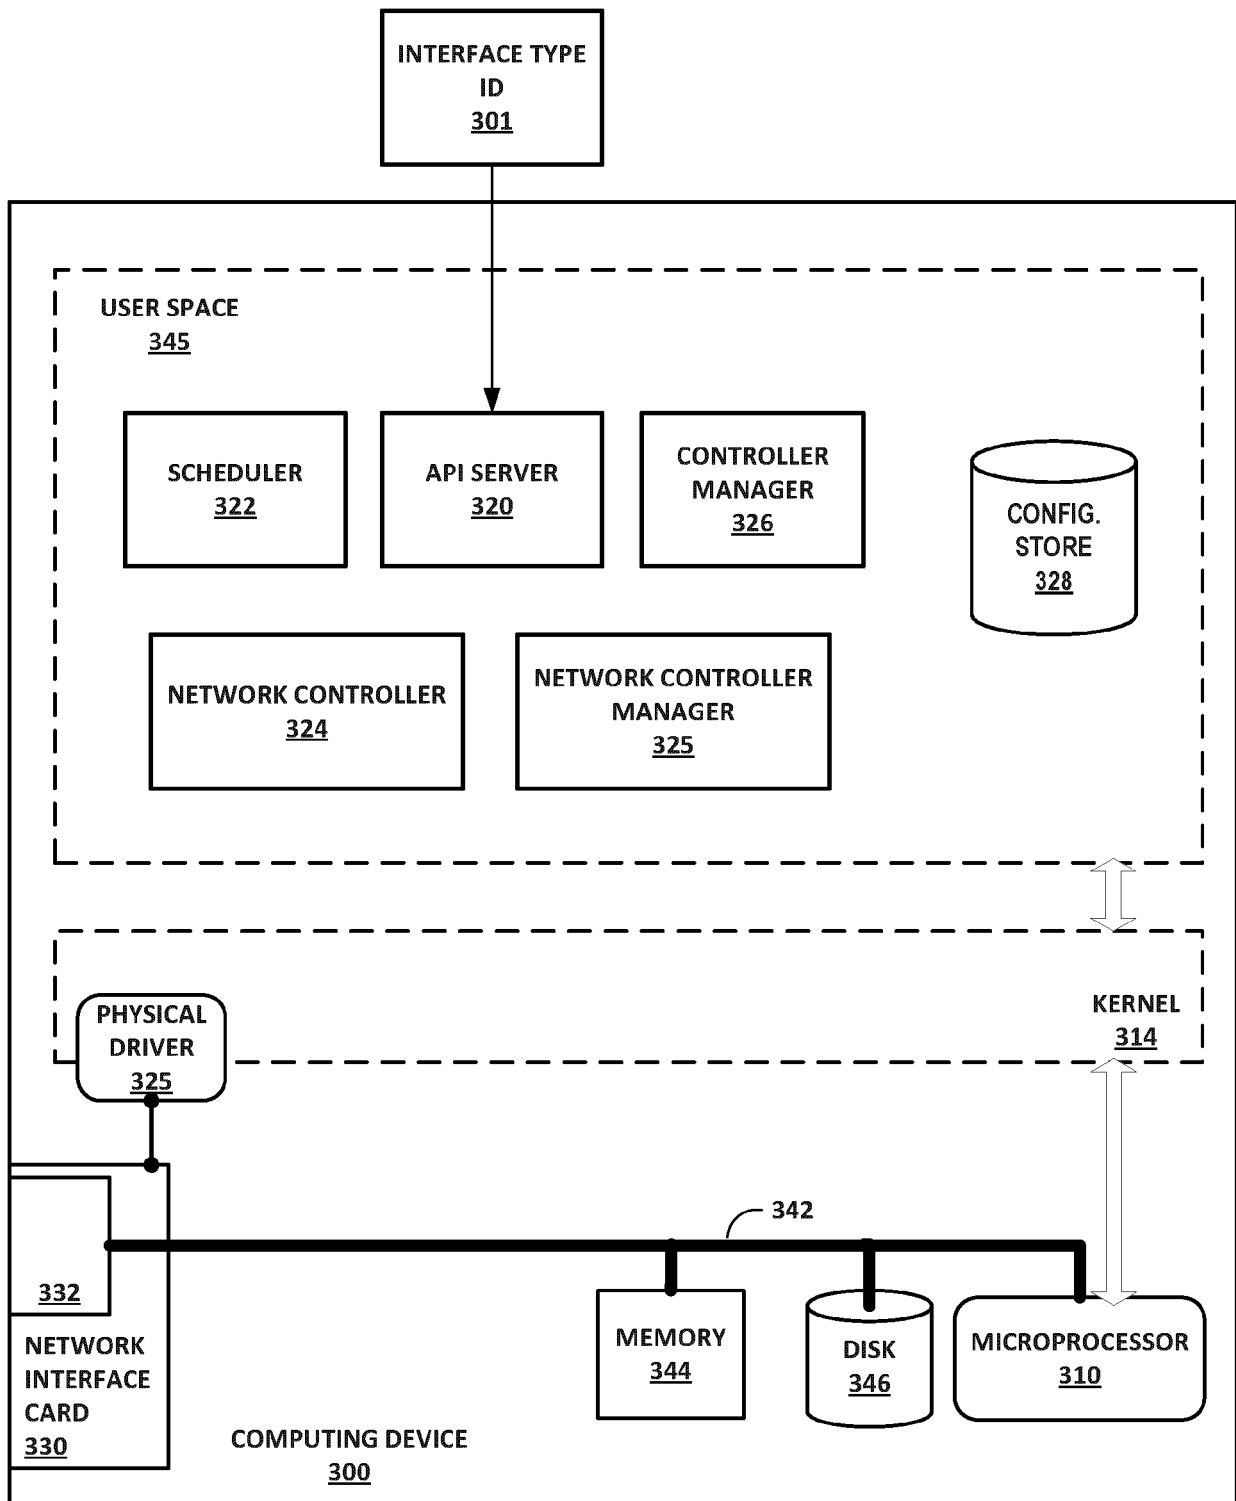 INTERFACE TYPE
ID
301
USER SPACE
345
SCHEDULER
322
API SERVER
320
CONTROLLER
MANAGER
326
CONFIG.
STORE
328
NETWORK CONTROLLER
324
NETWORK CONTROLLER
MANAGER
325
KERNEL
314
PHYSICAL
DRIVER
325
342
332
NETWORK
INTERFACE
CARD
330
MEMORY
344
DISK
346
MICROPROCESSOR
310
COMPUTING DEVICE
300